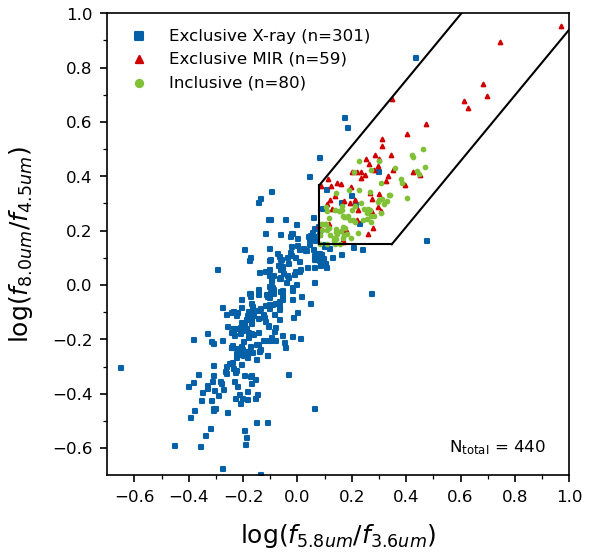 1.0
0.8
0.6
0.4
0.2
0.0
−0.2
−0.4
−0.6
log(f8.0um/f4.5um)
Exclusive X-ray (n=301)
Exclusive MIR (n=59)
Inclusive (n=80)
Ntotal = 440
−0.6 −0.4 −0.2 0.0 0.2 0.4 0.6 0.8 1.0
log(f5.8um/f3.6um)